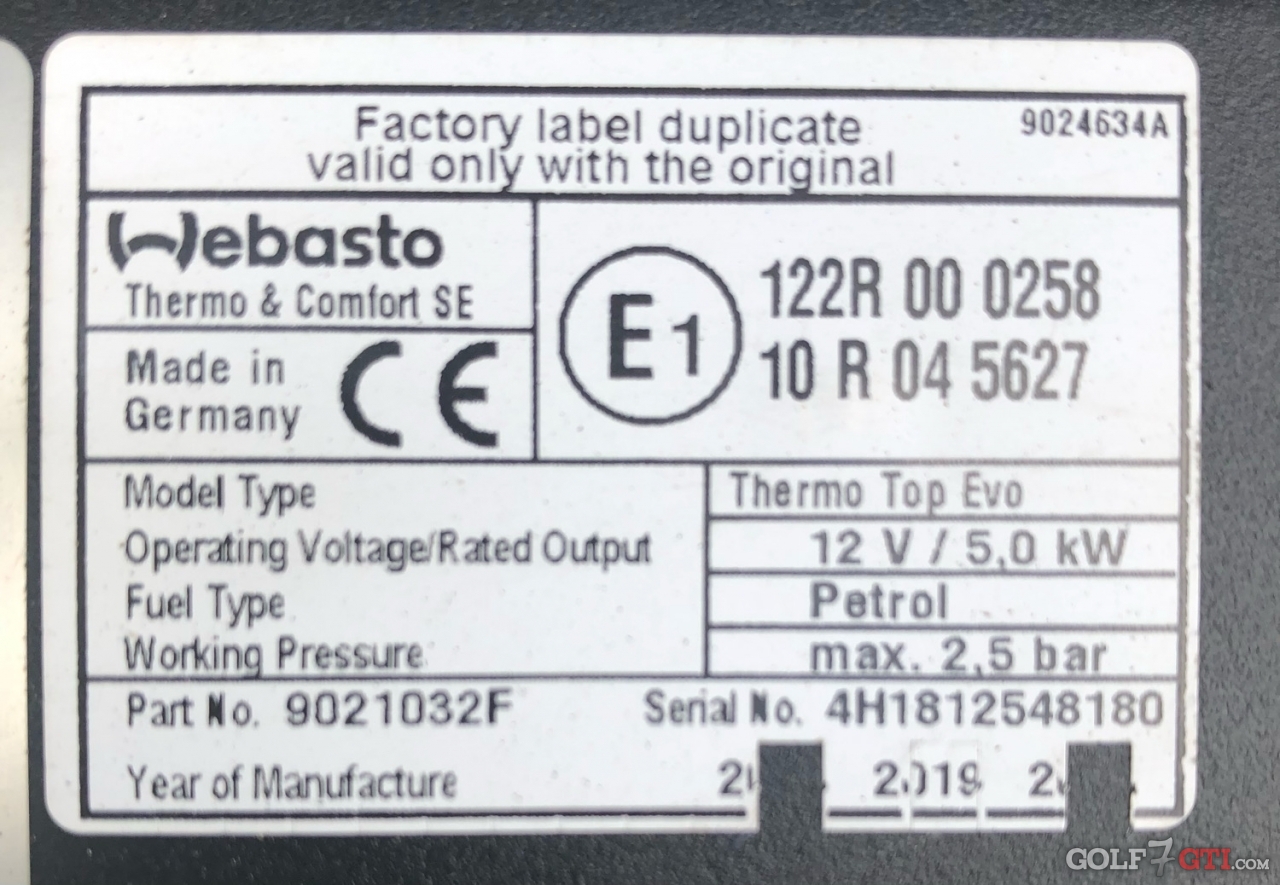 Factory label duplicate
valid only with the original
9024634A
Webasto
Thermo & Comfort SE
Made in
Germany
CE
E1
122R 00 0258
10 R 04 5627
Model Type
Thermo Top Evo
Operating Voltage/Rated Output
12 V / 5,0 kW
Fuel Type
Petrol
Working Pressure
max. 2,5 bar
Part No. 9021032F
Serial No. 4H1812548180
Year of Manufacture
2019
GOLF7GTI.COM